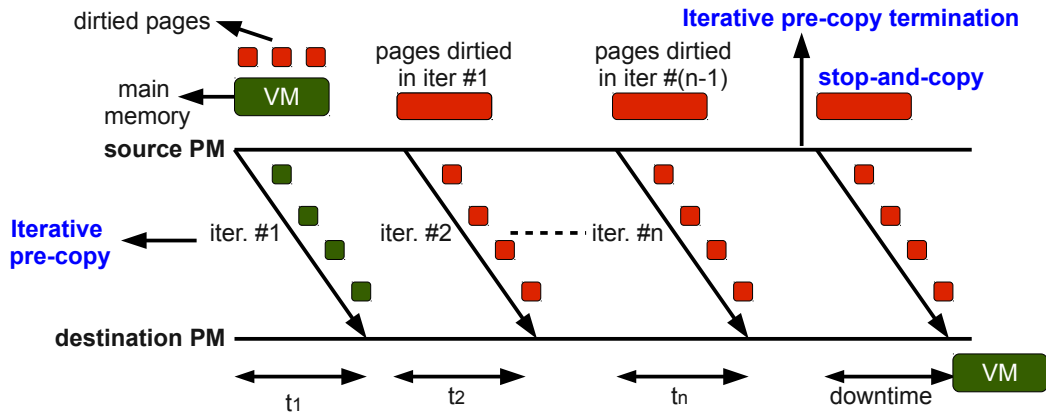 dirtied pages
Iterative pre-copy termination
pages dirtied
in iter #1
pages dirtied
in iter #(n-1)
stop-and-copy
VM
main
memory
source PM
Iterative
pre-copy
iter. #1
iter. #2
iter. #n
destination PM
VM
t1
t2
tn
downtime